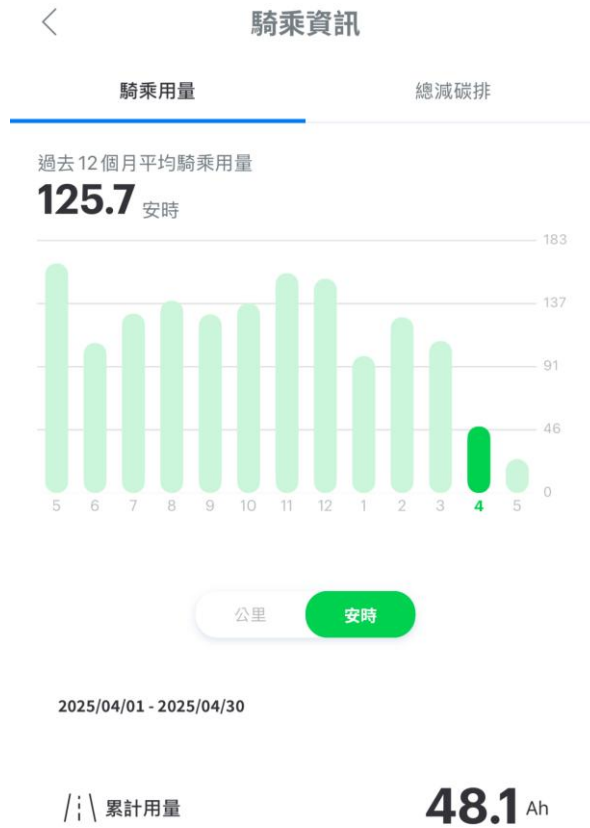 騎乘資訊
騎乘用量 總減碳排
過去12個月平均騎乘用量
125.7 安時
183
137
91
46
0
5 6 7 8 9 10 11 12 1 2 3 4 5
公里 安時
2025/04/01 - 2025/04/30
累計用量 48.1 Ah